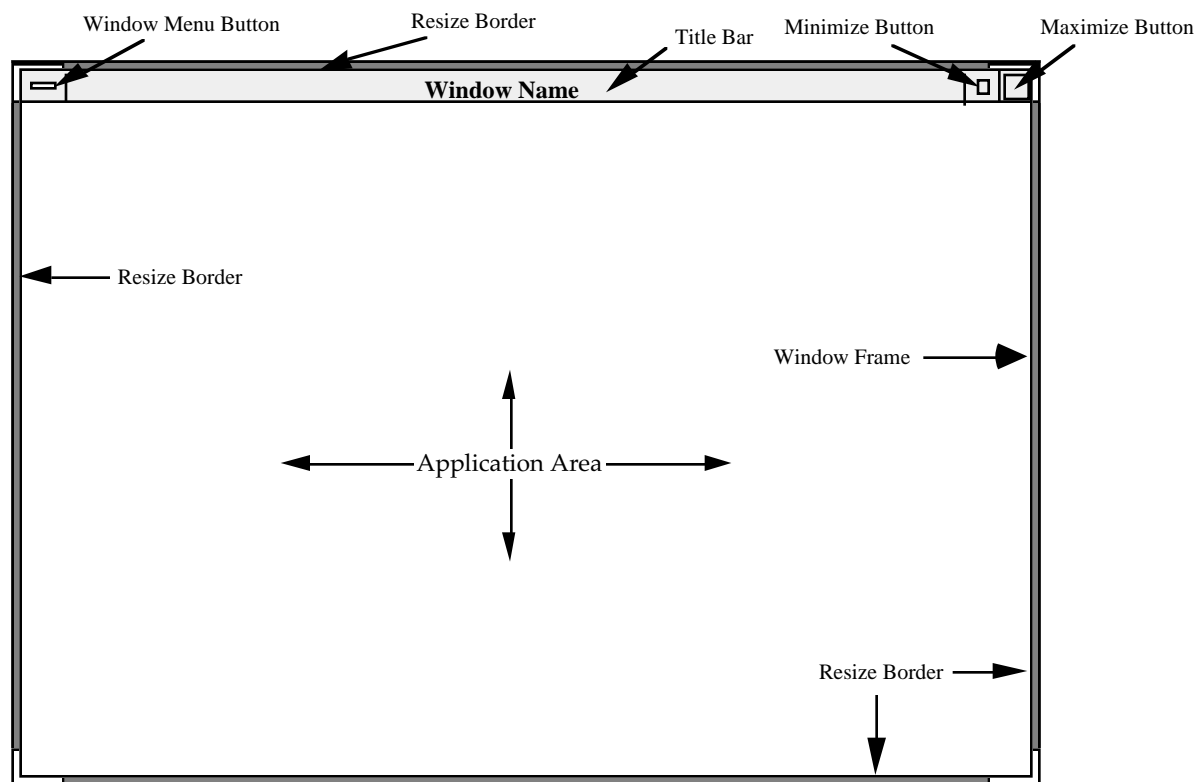 Window Menu Button
Resize Border
Title Bar
Minimize Button
Maximize Button
Window Name
Resize Border
Window Frame
Application Area
Resize Border